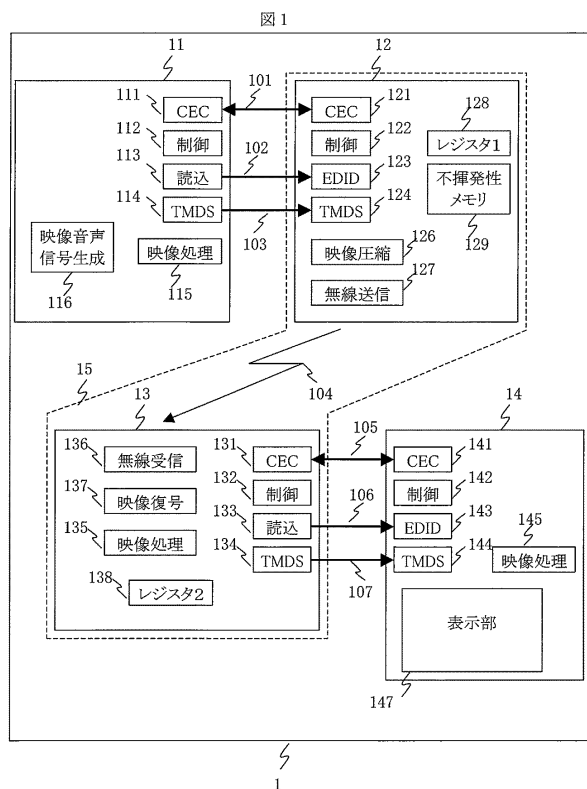 図1
11
111
CEC
112
制御
113
読込
114
TMDS
映像音声
信号生成
116
映像処理
115
101
102
103
12
CEC
121
制御
122
EDID
123
TMDS
124
映像圧縮
126
無線送信
127
128
レジスタ1
不揮発性
メモリ
129
104
15
13
136
無線受信
137
映像復号
135
映像処理
138
レジスタ2
131
CEC
132
制御
133
読込
134
TMDS
105
106
107
14
CEC
141
制御
142
EDID
143
TMDS
144
145
映像処理
表示部
147
1